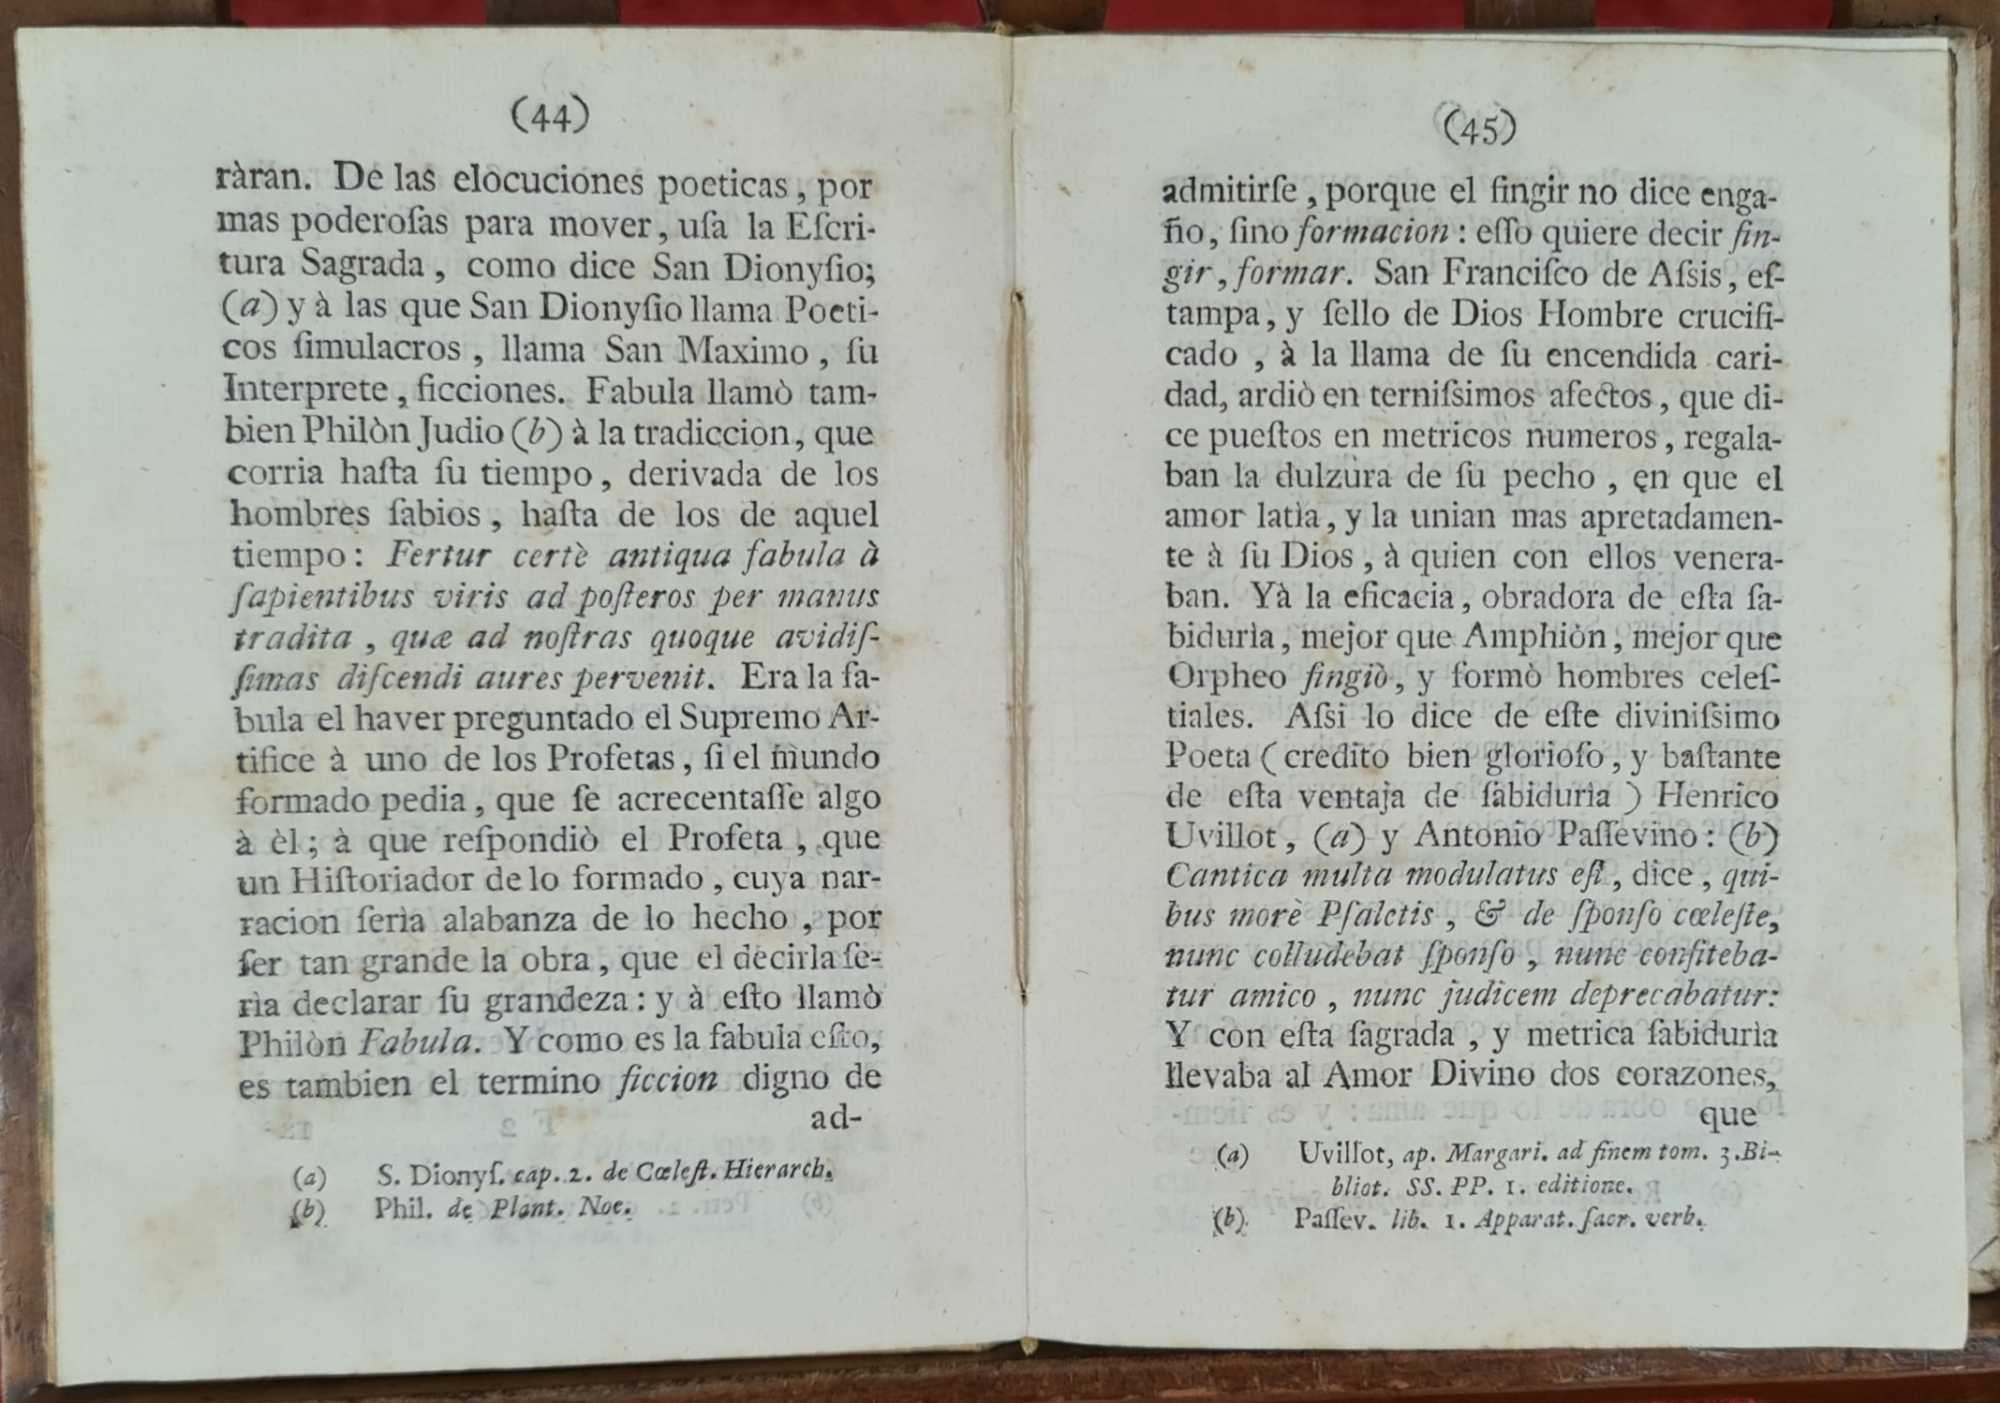 (44)
ràran. De las elocuciones poeticas, por
mas poderoſas para mover, uſa la Eſcri-
tura Sagrada, como dice San Dionyſio;
(a) y à las que San Dionyſio llama Poeti-
cos ſimulacros, llama San Maximo, ſu
Interprete, ficciones. Fabula llamò tam-
bien Philòn Judio (b) à la tradiccion, que
corria haſta ſu tiempo, derivada de los
hombres ſabios, haſta de los de aquel
tiempo: Fertur certè antiqua fabula à
ſapientibus viris ad poſteros per manus
tradita, quæ ad noſtras quoque avidiſ-
ſimas diſcendi aures pervenit. Era la fa-
bula el haver preguntado el Supremo Ar-
tifice à uno de los Profetas, ſi el mundo
formado pedia, que ſe acrecentaſſe algo
à èl; à que reſpondiò el Profeta, que
un Hiſtoriador de lo formado, cuya nar-
racion ſerìa alabanza de lo hecho, por
ſer tan grande la obra, que el decirla ſe-
rìa declarar ſu grandeza: y à eſto llamò
Philòn Fabula. Y como es la fabula eſto,
es tambien el termino ficcion digno de
ad-
(a) S. Dionyſ. cap. 2. de Cœleſt. Hierarch.
(b) Phil. de Plant. Noe.
(45)
admitirſe, porque el fingir no dice enga-
ño, ſino formacion: eſſo quiere decir fin-
gir, formar. San Franciſco de Aſsis, eſ-
tampa, y ſello de Dios Hombre crucifi-
cado, à la llama de ſu encendida cari-
dad, ardiò en terniſsimos afectos, que di-
ce pueſtos en metricos numeros, regala-
ban la dulzura de ſu pecho, en que el
amor latìa, y la unian mas apretadamen-
te à ſu Dios, à quien con ellos venera-
ban. Yà la eficacia, obradora de eſta ſa-
bidurìa, mejor que Amphiòn, mejor que
Orpheo fingiò, y formò hombres celeſ-
tiales. Aſsi lo dice de eſte diviniſsimo
Poeta (credito bien glorioſo, y baſtante
de eſta ventaja de ſabidurìa) Henrico
Uvillot, (a) y Antonio Paſſevino: (b)
Cantica multa modulatus eſt, dice, qui-
bus morè Pſaletis, & de ſponſo cœleſte,
nunc colludebat ſponſo, nunc confiteba-
tur amico, nunc judicem deprecabatur:
Y con eſta ſagrada, y metrica ſabidurìa
llevaba al Amor Divino dos corazones,
que
(a) Uvillot, ap. Margari. ad finem tom. 3. Bi-
bliot. SS. PP. 1. editione.
(b) Paſſev. lib. 1. Apparat. ſacr. verb.